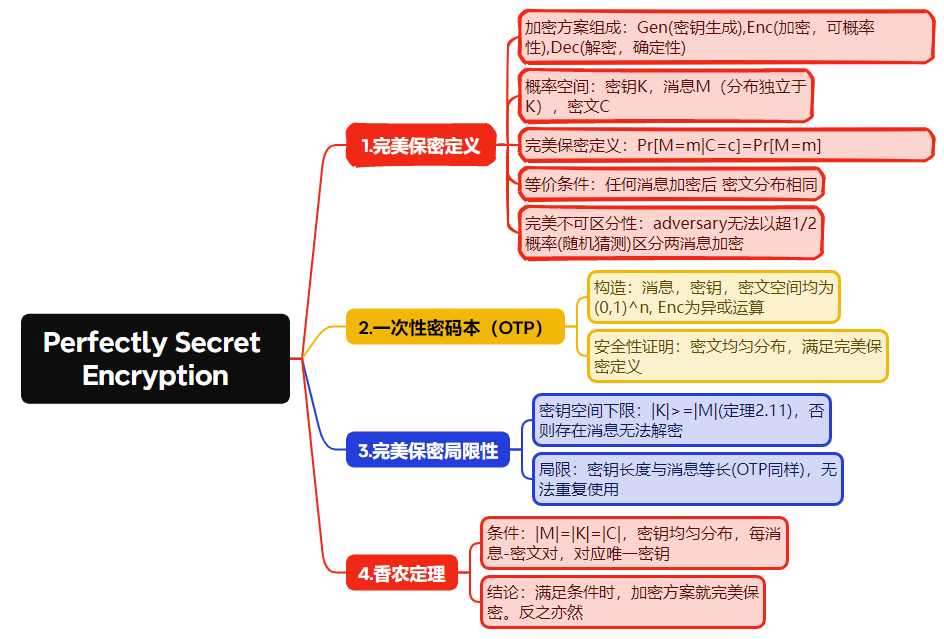 Perfectly Secret
Encryption
1.完美保密定义
加密方案组成：Gen(密钥生成),Enc(加密，可概率
性),Dec(解密，确定性)
概率空间：密钥K，消息M（分布独立于
K），密文C
完美保密定义：Pr[M=m|C=c]=Pr[M=m]
等价条件：任何消息加密后 密文分布相同
完美不可区分性：adversary无法以超1/2
概率(随机猜测)区分两消息加密
2.一次性密码本（OTP）
构造：消息，密钥，密文空间均为
(0,1)^n, Enc为异或运算
安全性证明：密文均匀分布，满足完美保
密定义
3.完美保密局限性
密钥空间下限：|K|>=|M|(定理2.11)，否
则存在消息无法解密
局限：密钥长度与消息等长(OTP同样)，无
法重复使用
4.香农定理
条件：|M|=|K|=|C|，密钥均匀分布，每消
息-密文对，对应唯一密钥
结论：满足条件时，加密方案就完美保
密。反之亦然